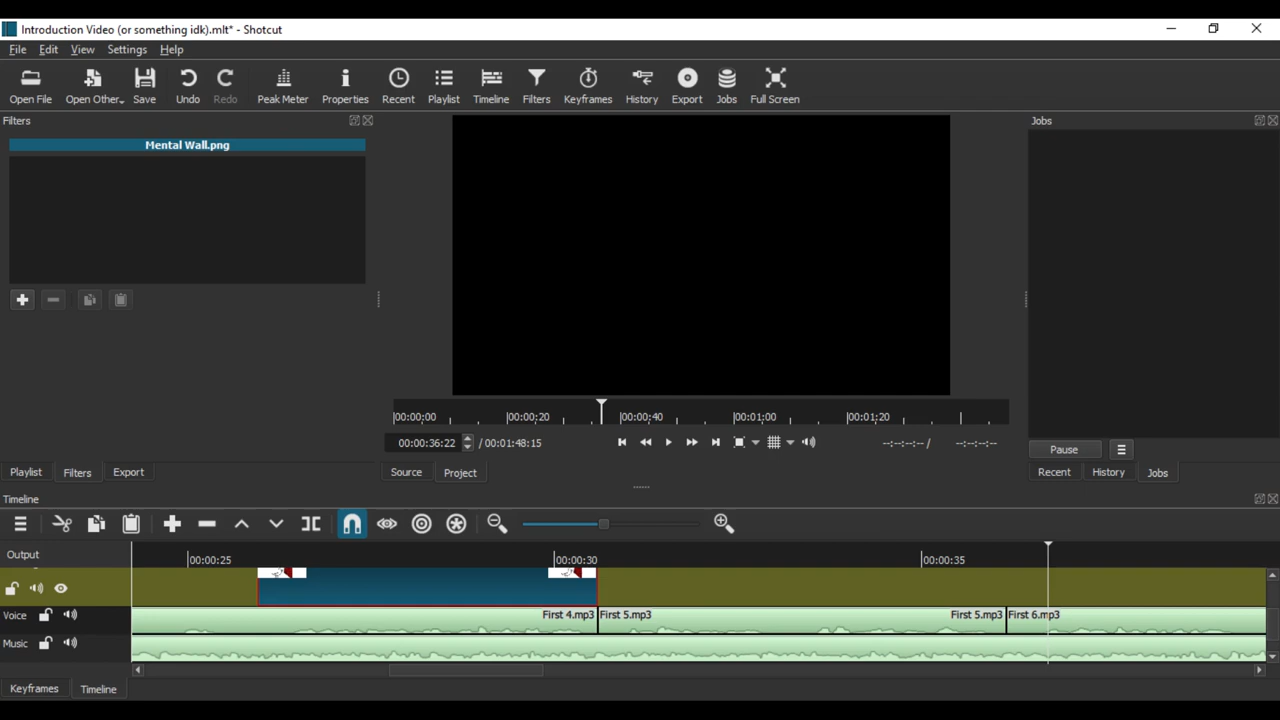 Introduction Video (or something idk).mlt* - Shotcut
File Edit View Settings Help
Open File Open Other Save Undo Redo Peak Meter Properties Recent Playlist Timeline Filters Keyframes History Export Jobs Full Screen
Filters
Jobs
Mental Wall.png
|00:00:00 |00:00:20 |00:00:40 |00:01:00 |00:01:20
00:00:36:22 / 00:01:48:15
--:--:--:-- / --:--:--:--
Pause
Playlist Filters Export
Source Project
Recent History Jobs
Timeline
Output
00:00:25 00:00:30 00:00:35
Voice First 4.mp3 First 5.mp3 First 5.mp3 First 6.mp3
Music
Keyframes Timeline